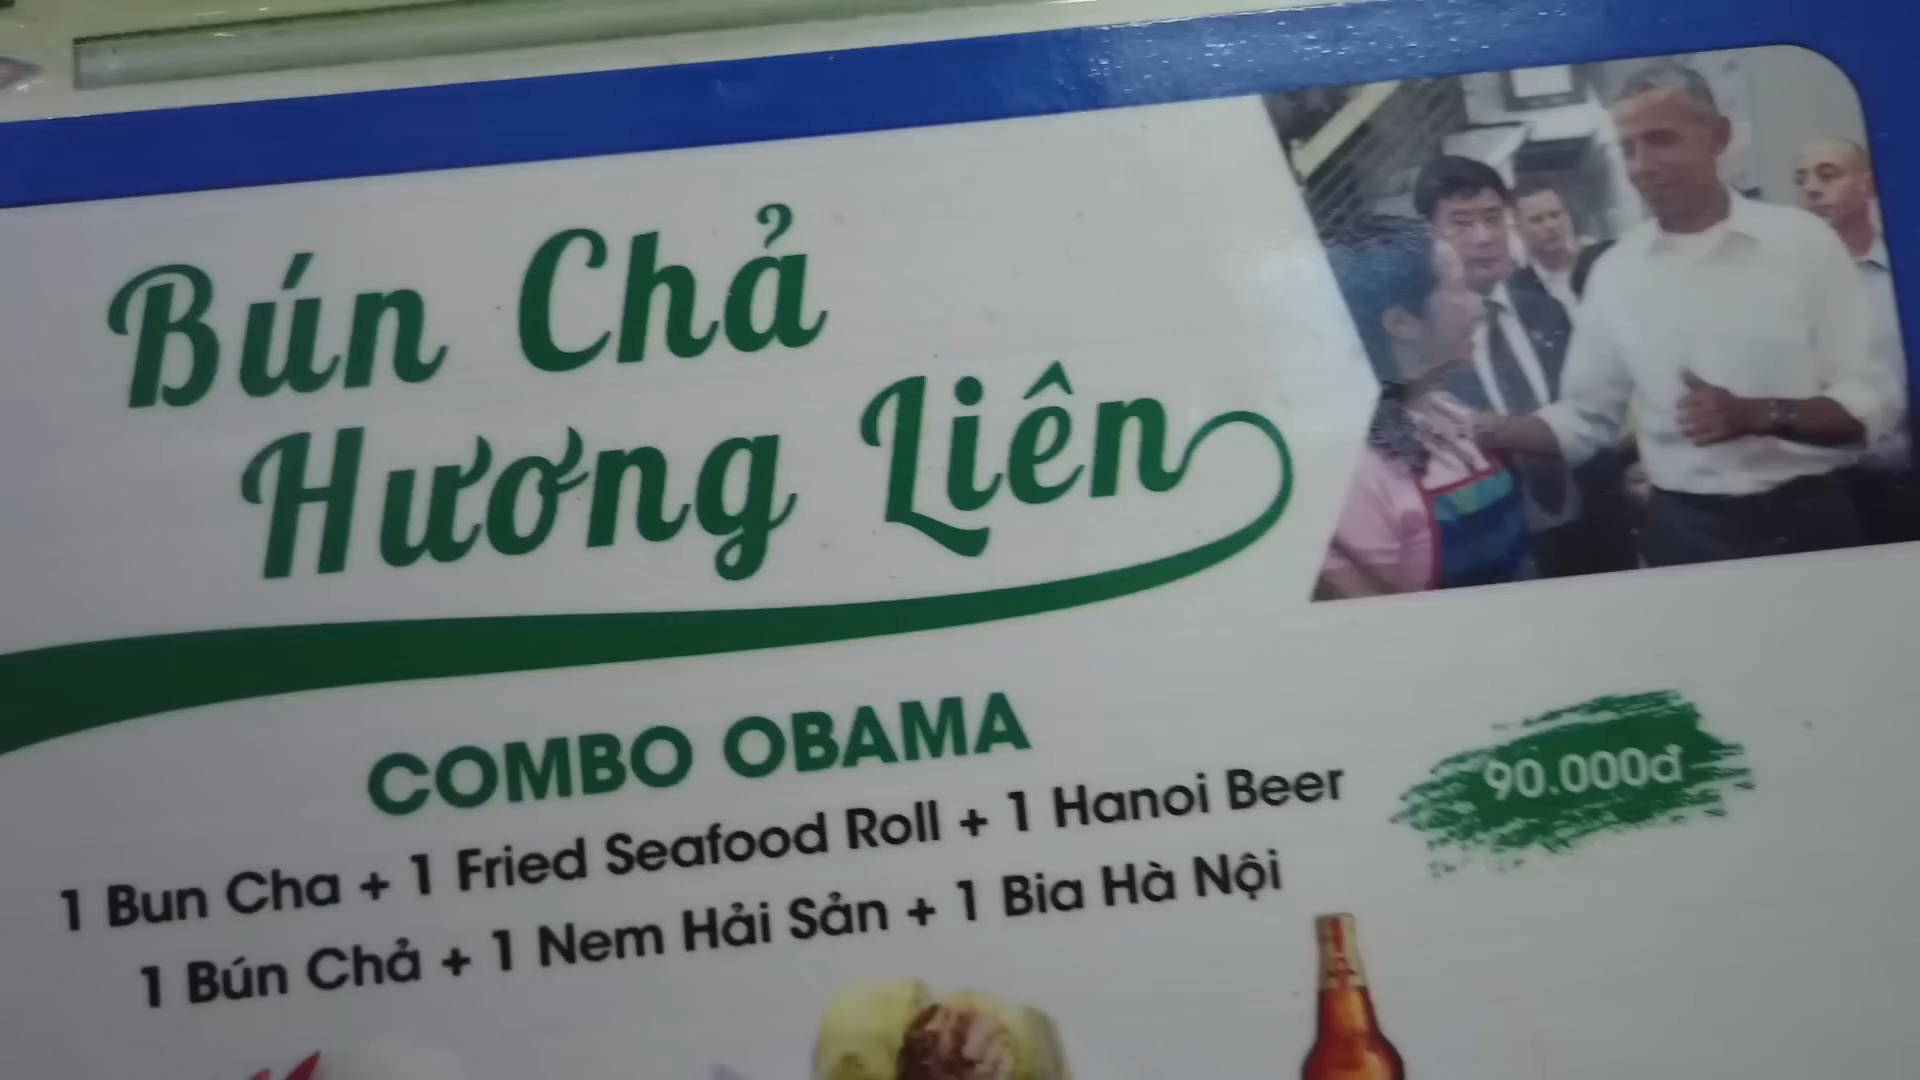 Bún Chả
Hương Liên
COMBO OBAMA
1 Bun Cha + 1 Fried Seafood Roll + 1 Hanoi Beer
1 Bún Chả + 1 Nem Hải Sản + 1 Bia Hà Nội
90.000đ